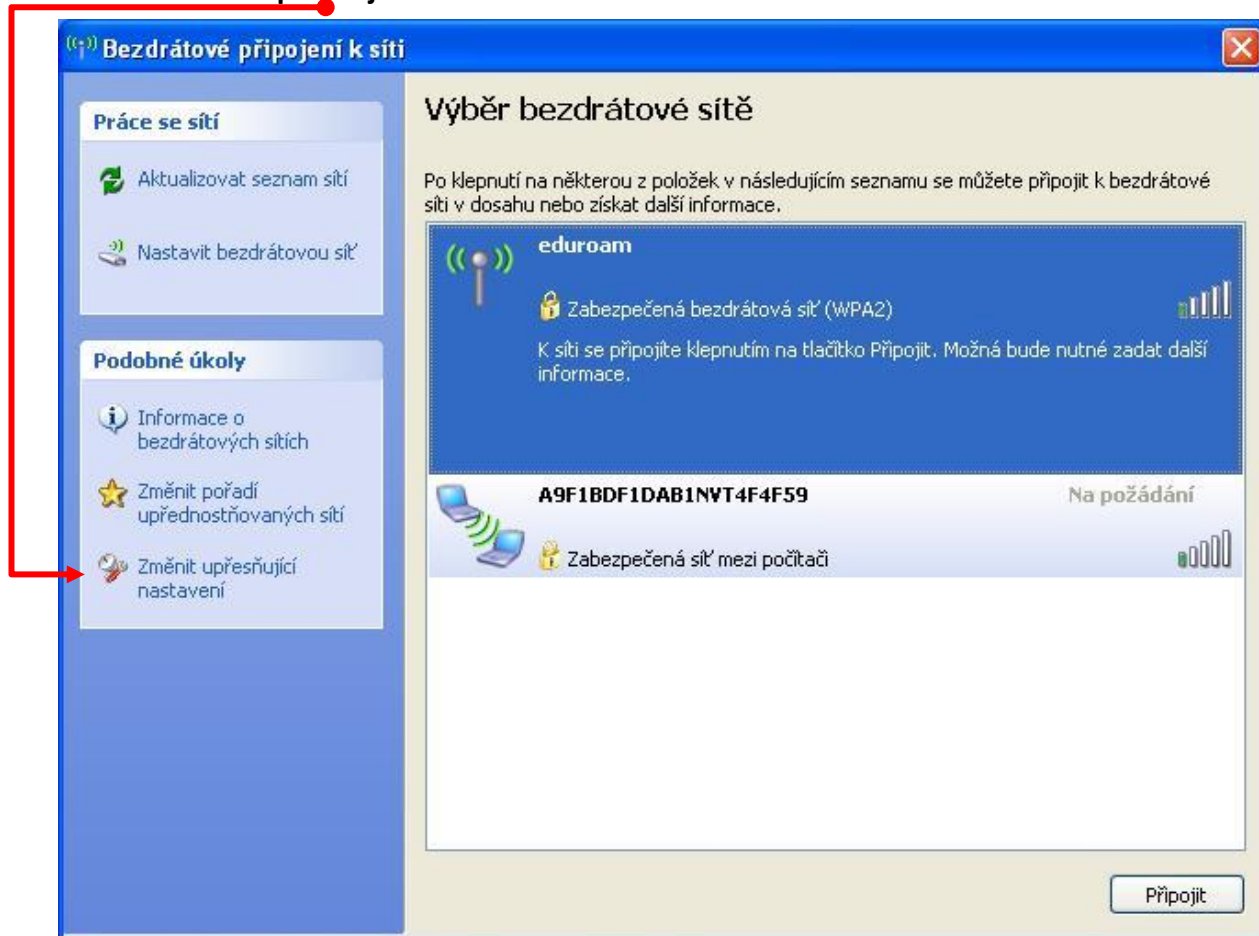 Bezdrátové připojení k síti
Práce se sítí
Aktualizovat seznam sítí
Nastavit bezdrátovou síť
Podobné úkoly
Informace o
bezdrátových sítích
Změnit pořadí
upřednostňovaných sítí
Změnit upřesňující
nastavení
Výběr bezdrátové sítě
Po klepnutí na některou z položek v následujícím seznamu se můžete připojit k bezdrátové
síti v dosahu nebo získat další informace.
eduroam
Zabezpečená bezdrátová síť (WPA2)
K síti se připojíte klepnutím na tlačítko Připojit. Možná bude nutné zadat další
informace.
A9F1BDF1DAB1NVT4F4F59 Na požádání
Zabezpečená síť mezi počítači
Připojit